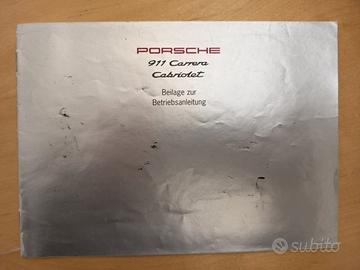 PORSCHE
911 Carrera
Cabriolet
Beilage zur
Betriebsanleitung
subito